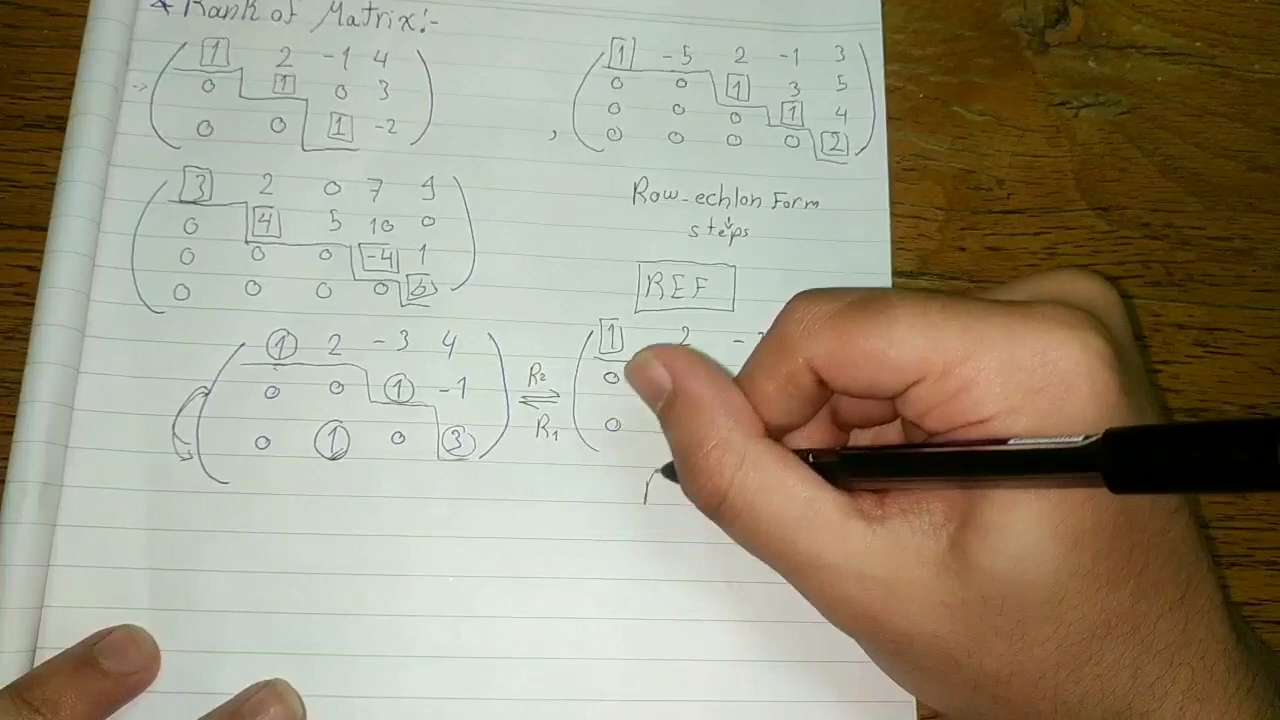 * Rank of Matrix:-
1 2 -1 4
0 1 0 3
0 0 1 -2
,
1 -5 2 -1 3
0 0 1 3 5
0 0 0 1 4
0 0 0 0 2
3 2 0 7 9
0 4 5 10 0
0 0 0 -4 1
0 0 0 0 6
Row-echlon Form
steps
REF
1 2 -3 4
0 0 1 -1
0 1 0 3
R2
R1
1 2 -
0
0